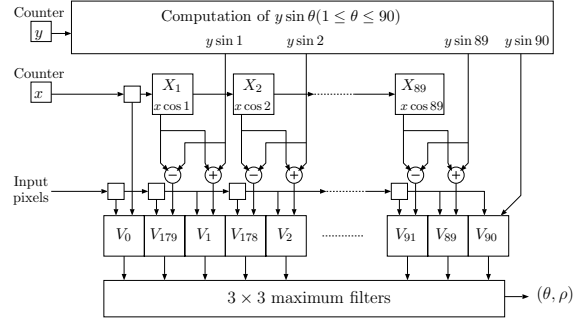 Counter
y
Computation of y sin θ(1 ≤ θ ≤ 90)
y sin 1 y sin 2 y sin 89 y sin 90
Counter
x
X₁ X₂ X₈₉
x cos 1 x cos 2 x cos 89
− + − + − +
Input
pixels
V₀ V₁₇₉ V₁ V₁₇₈ V₂ V₉₁ V₈₉ V₉₀
3 × 3 maximum filters
(θ, ρ)